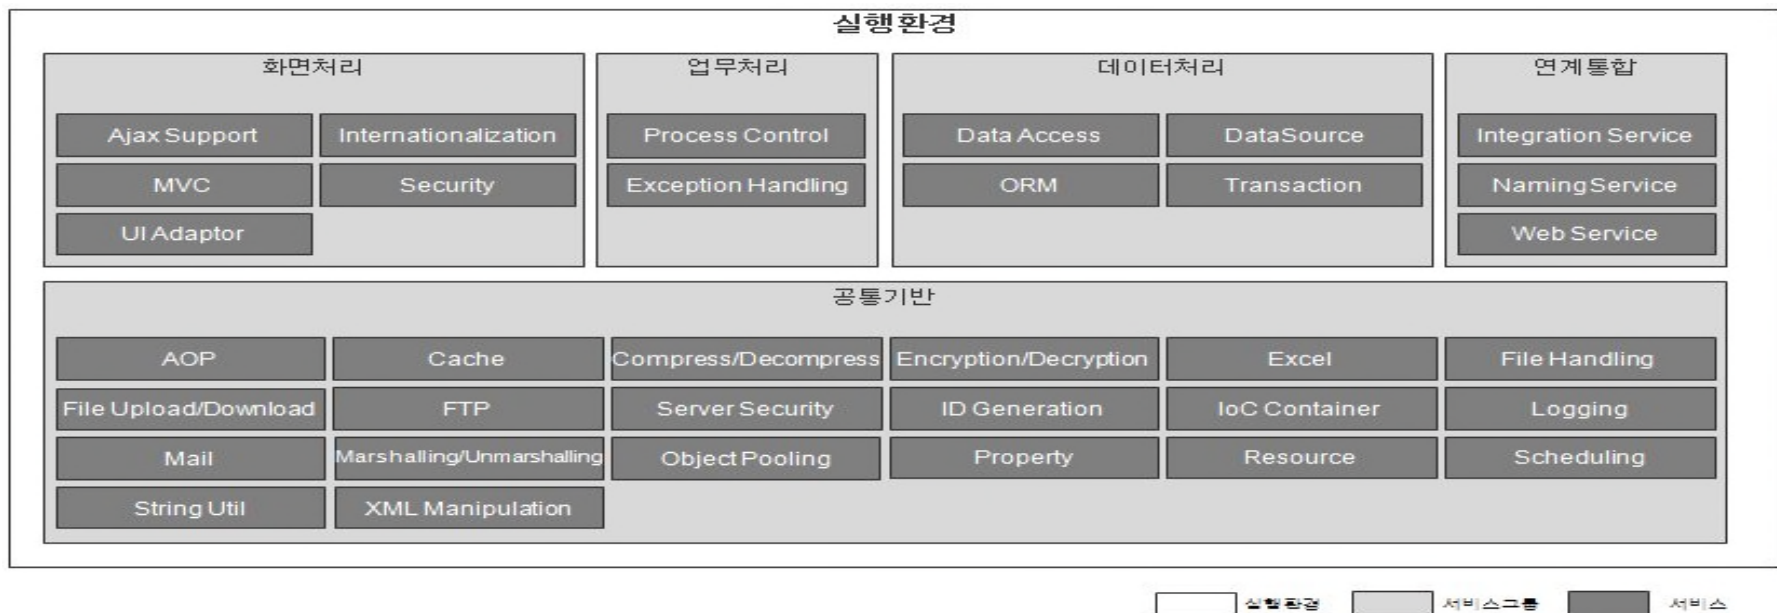 실행환경
화면처리
Ajax Support
Internationalization
MVC
Security
UI Adaptor
업무처리
Process Control
Exception Handling
데이터처리
Data Access
DataSource
ORM
Transaction
연계통합
Integration Service
Naming Service
Web Service
공통기반
AOP
Cache
Compress/Decompress
Encryption/Decryption
Excel
File Handling
File Upload/Download
FTP
Server Security
ID Generation
IoC Container
Logging
Mail
Marshalling/Unmarshalling
Object Pooling
Property
Resource
Scheduling
String Util
XML Manipulation
실행환경
서비스그룹
서비스